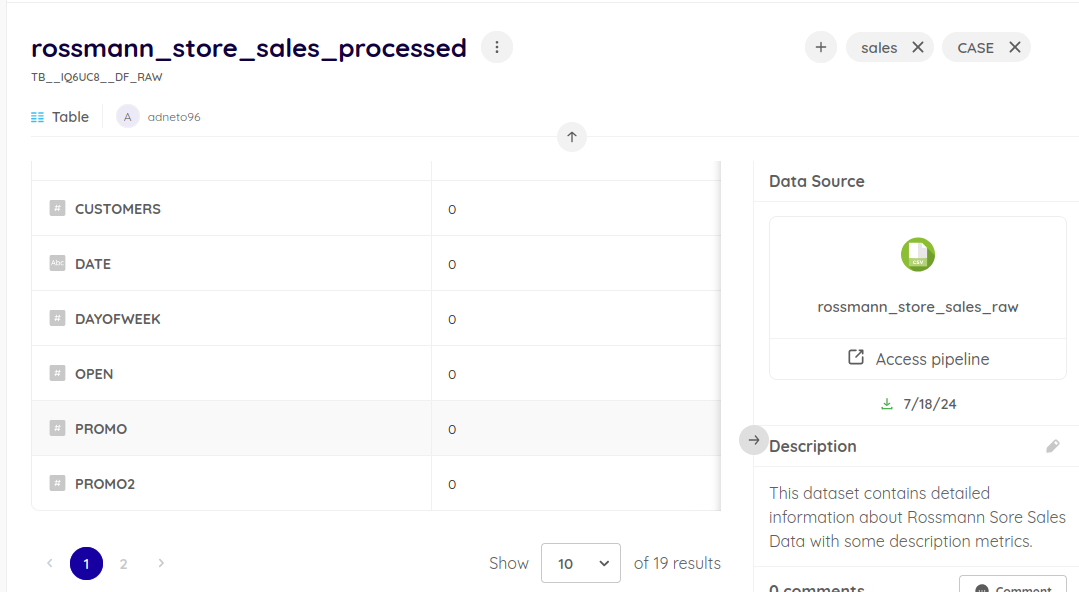 rossmann_store_sales_processed
TB__IQ6UC8__DF_RAW
sales
CASE
Table
A
adneto96
# CUSTOMERS 0
Abc DATE 0
# DAYOFWEEK 0
# OPEN 0
# PROMO 0
# PROMO2 0
1 2
Show 10 of 19 results
Data Source
CSV
rossmann_store_sales_raw
Access pipeline
7/18/24
Description
This dataset contains detailed
information about Rossmann Sore Sales
Data with some description metrics.
0 comments
Comment